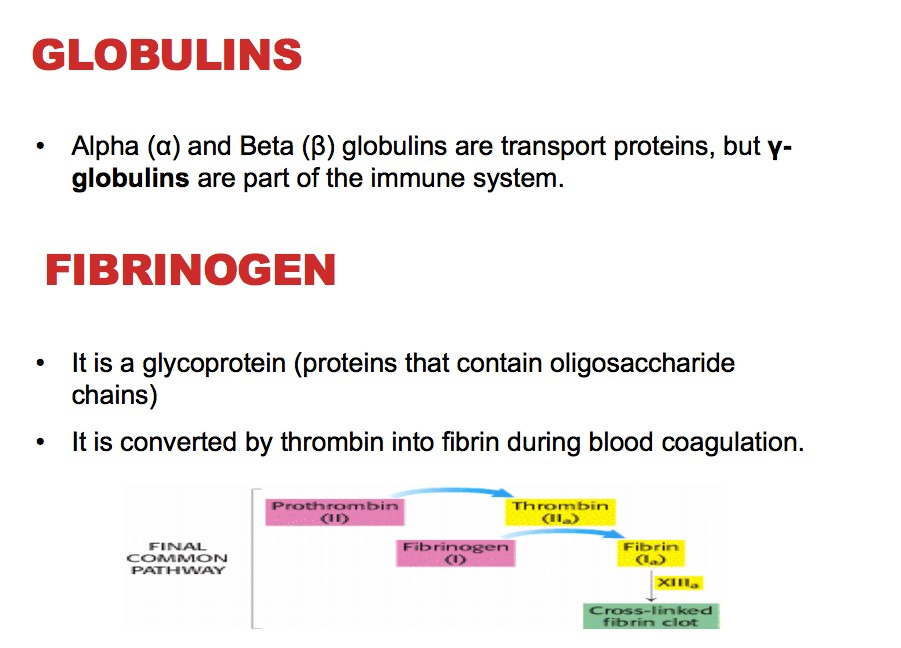 GLOBULINS
• Alpha (α) and Beta (β) globulins are transport proteins, but γ-
globulins are part of the immune system.
FIBRINOGEN
• It is a glycoprotein (proteins that contain oligosaccharide
chains)
• It is converted by thrombin into fibrin during blood coagulation.
Prothrombin
(II)
Thrombin
(IIa)
FINAL
COMMON
PATHWAY
Fibrinogen
(I)
Fibrin
(Ia)
XIIIa
Cross-linked
fibrin clot